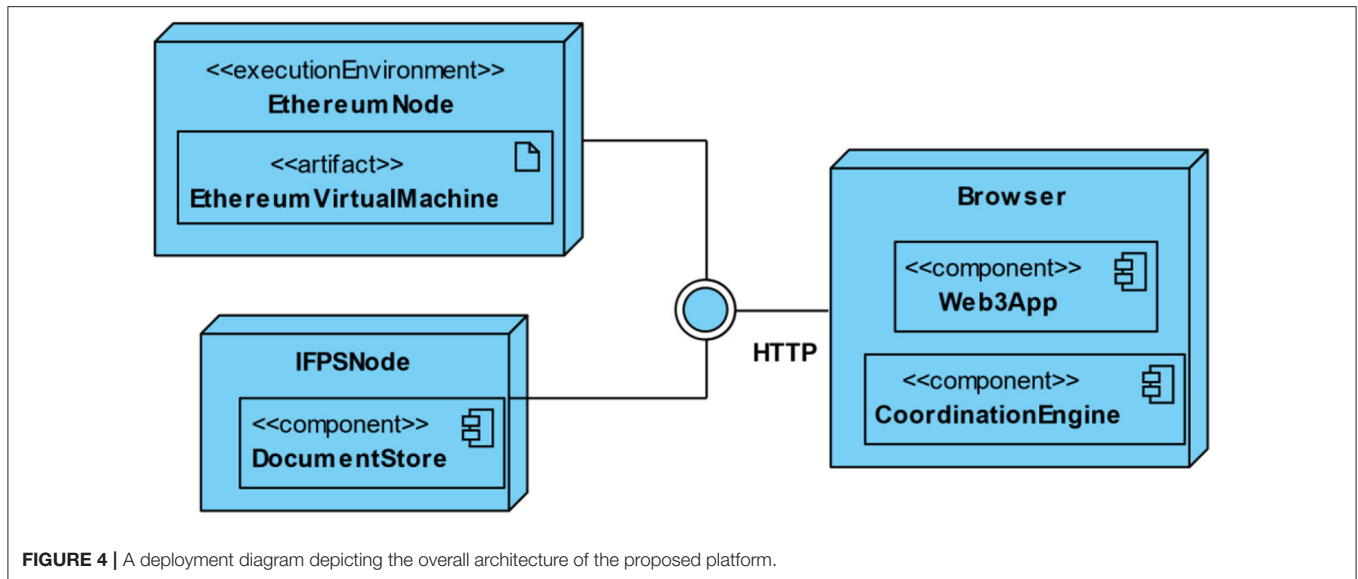 <<executionEnvironment>>
EthereumNode
<<artifact>>
EthereumVirtualMachine
IFPSNode
<<component>>
DocumentStore
HTTP
Browser
<<component>>
Web3App
<<component>>
CoordinationEngine
FIGURE 4 | A deployment diagram depicting the overall architecture of the proposed platform.